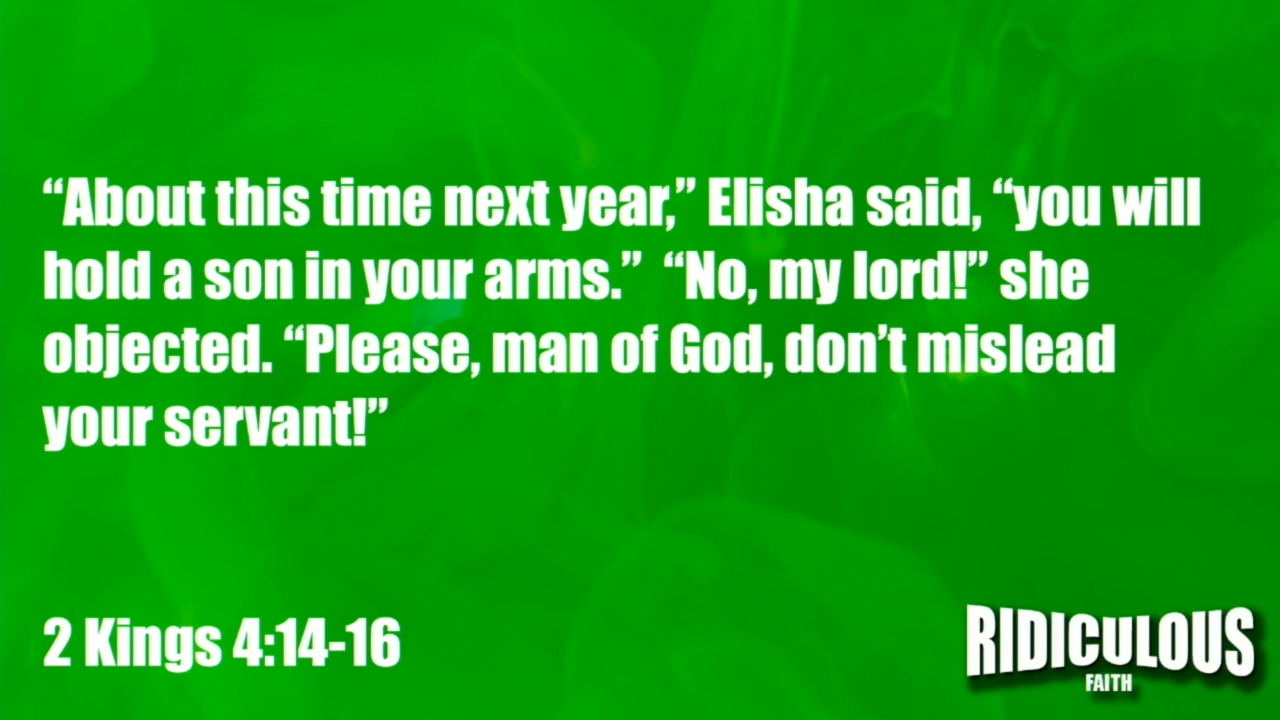 “About this time next year,” Elisha said, “you will
hold a son in your arms.”  “No, my lord!” she
objected. “Please, man of God, don’t mislead
your servant!”
2 Kings 4:14-16
RIDICULOUS
FAITH